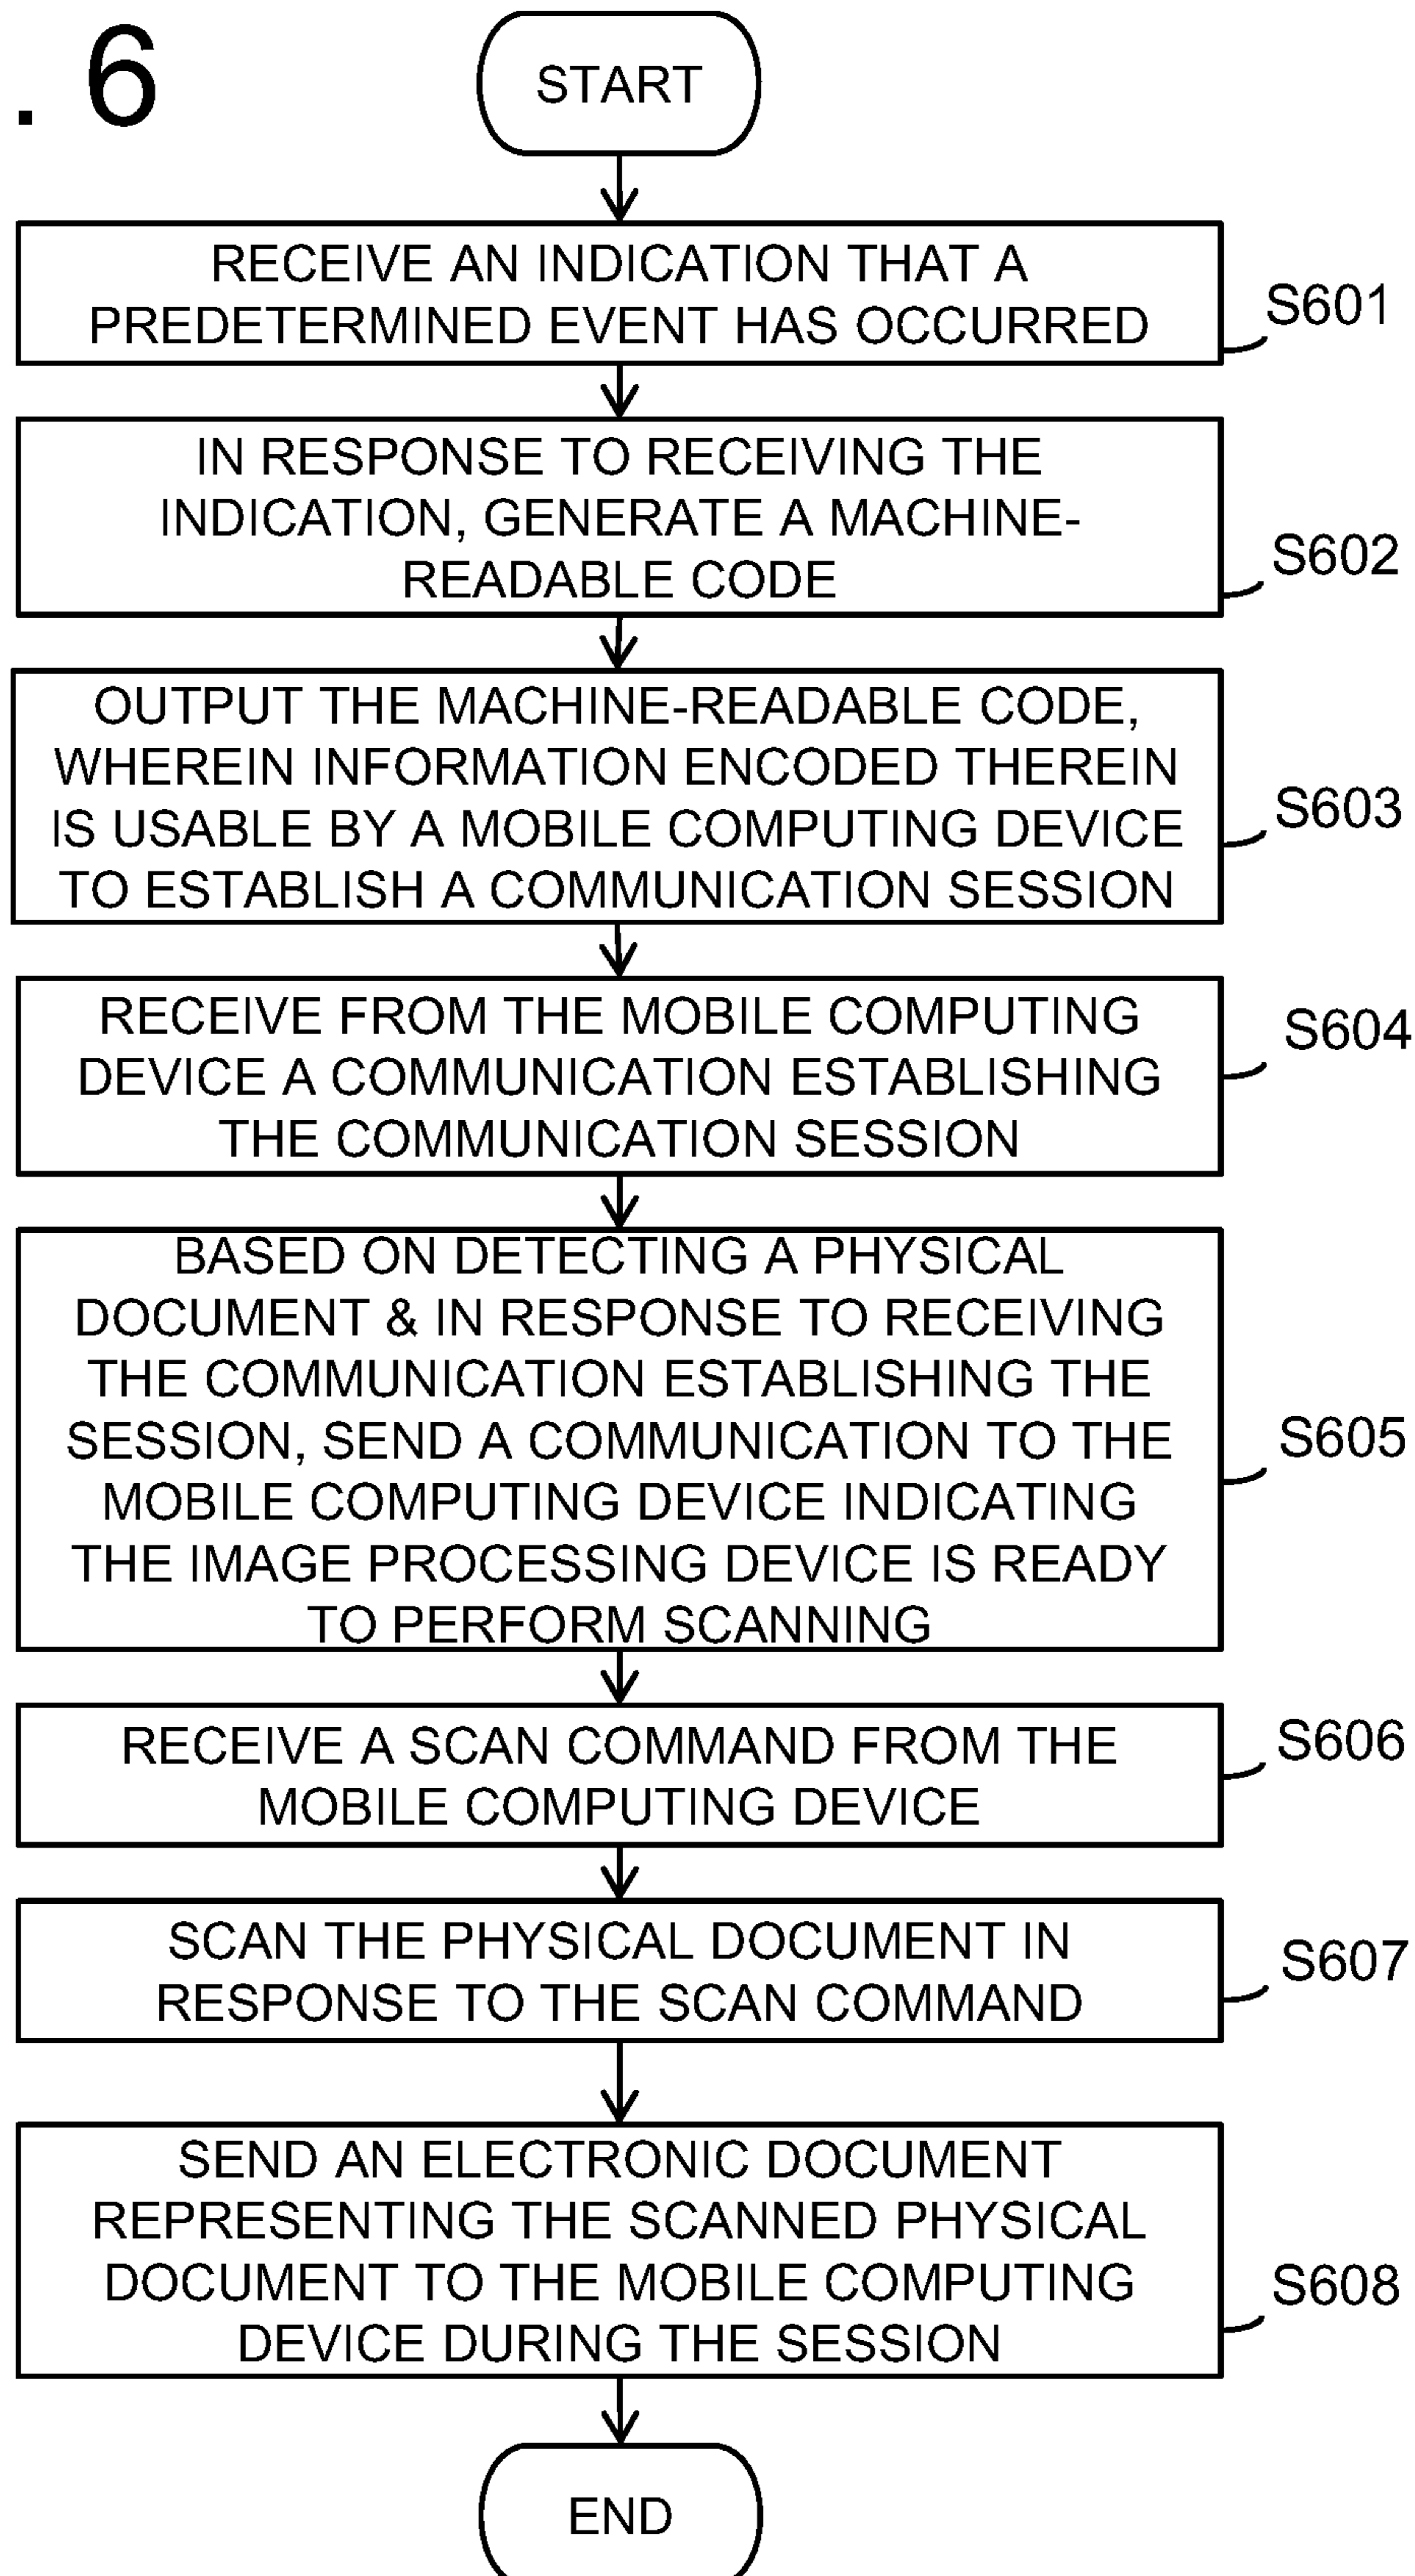 . 6
START
RECEIVE AN INDICATION THAT A
PREDETERMINED EVENT HAS OCCURRED
S601
IN RESPONSE TO RECEIVING THE
INDICATION, GENERATE A MACHINE-
READABLE CODE
S602
OUTPUT THE MACHINE-READABLE CODE,
WHEREIN INFORMATION ENCODED THEREIN
IS USABLE BY A MOBILE COMPUTING DEVICE
TO ESTABLISH A COMMUNICATION SESSION
S603
RECEIVE FROM THE MOBILE COMPUTING
DEVICE A COMMUNICATION ESTABLISHING
THE COMMUNICATION SESSION
S604
BASED ON DETECTING A PHYSICAL
DOCUMENT & IN RESPONSE TO RECEIVING
THE COMMUNICATION ESTABLISHING THE
SESSION, SEND A COMMUNICATION TO THE
MOBILE COMPUTING DEVICE INDICATING
THE IMAGE PROCESSING DEVICE IS READY
TO PERFORM SCANNING
S605
RECEIVE A SCAN COMMAND FROM THE
MOBILE COMPUTING DEVICE
S606
SCAN THE PHYSICAL DOCUMENT IN
RESPONSE TO THE SCAN COMMAND
S607
SEND AN ELECTRONIC DOCUMENT
REPRESENTING THE SCANNED PHYSICAL
DOCUMENT TO THE MOBILE COMPUTING
DEVICE DURING THE SESSION
S608
END